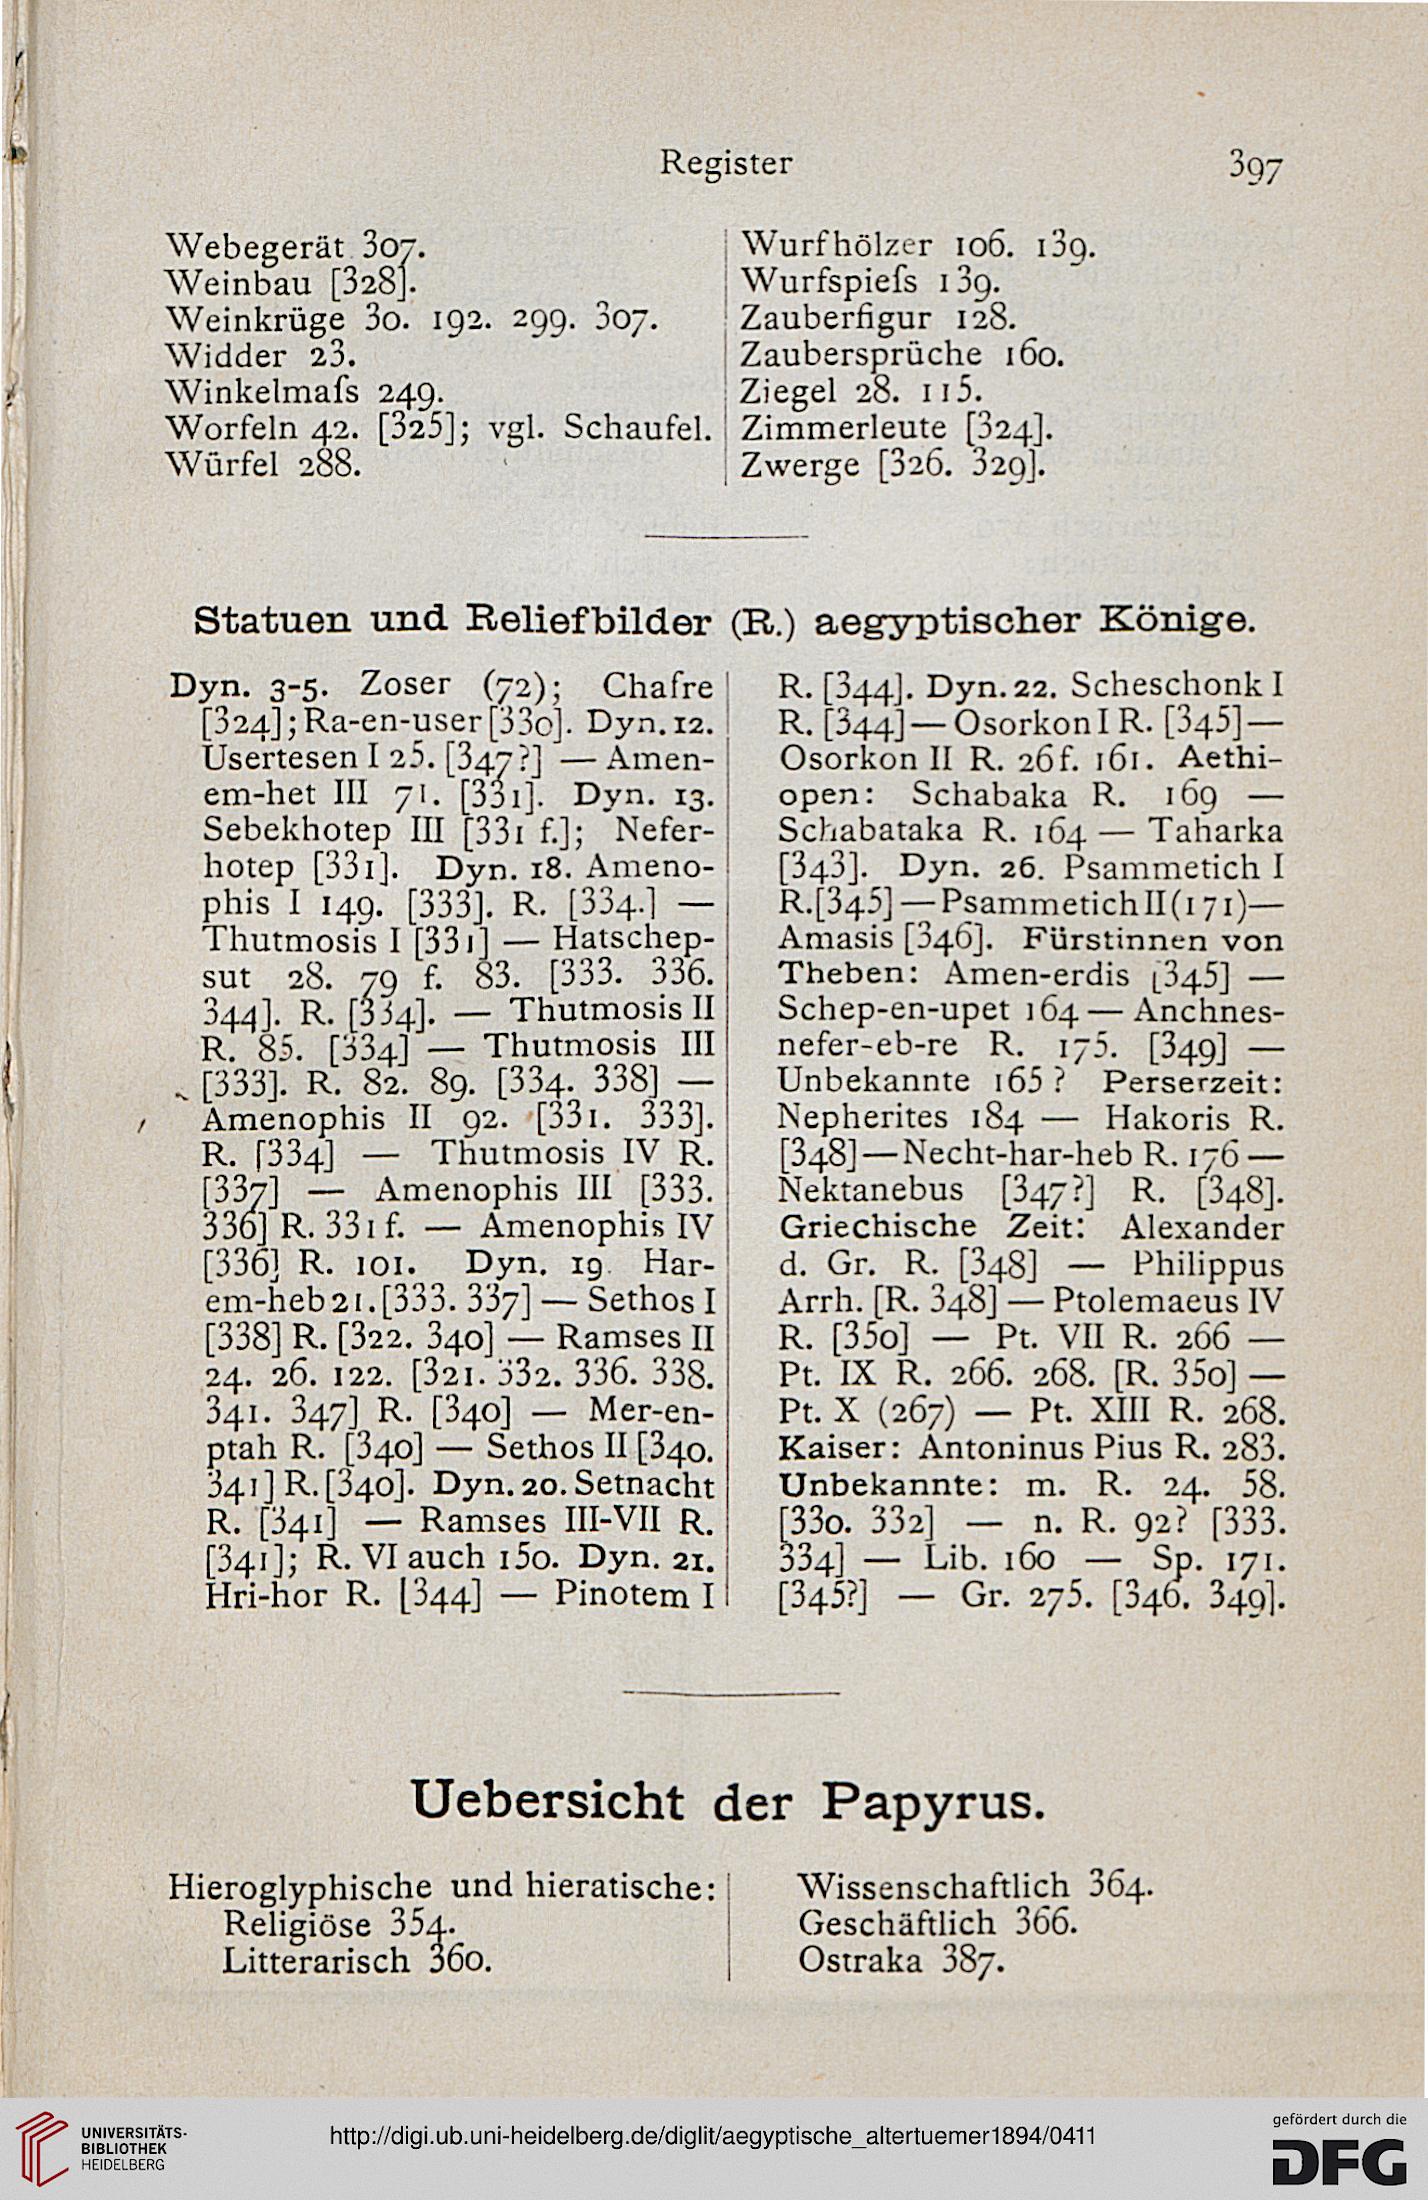 Register 397
Webegerät 307.
Weinbau [328].
Weinkrüge 30. 192. 299. 307.
Widder 23.
Winkelmaſs 249.
Worfeln 42. [325]; vgl. Schaufel.
Würfel 288.
Wurfhölzer 106. 139.
Wurfspieſs 139.
Zauberfigur 128.
Zaubersprüche 160.
Ziegel 28. 115.
Zimmerleute [324].
Zwerge [326. 329].
Statuen und Reliefbilder (R.) aegyptischer Könige.
Dyn. 3-5. Zoser (72); Chafre
[324]; Ra-en-user [330]. Dyn. 12.
Usertesen I 25. [347?] — Amen-
em-het III 71. [331]. Dyn. 13.
Sebekhotep III [331 f.]; Nefer-
hotep [331]. Dyn. 18. Ameno-
phis I 149. [333]. R. [334.] —
Thutmosis I [331] — Hatschep-
sut 28. 79 f. 83. [333. 336.
344]. R. [334]. — Thutmosis II
R. 85. [334] — Thutmosis III
[333]. R. 82. 89. [334. 338] —
Amenophis II 92. [331. 333].
R. [334] — Thutmosis IV R.
[337] — Amenophis III [333.
336] R. 331 f. — Amenophis IV
[336] R. 101. Dyn. 19. Har-
em-heb 21. [333. 337] — Sethos I
[338] R. [322. 340] — Ramses II
24. 26. 122. [321. 332. 336. 338.
341. 347] R. [340] — Mer-en-
ptah R. [340] — Sethos II [340.
341] R. [340]. Dyn. 20. Setnacht
R. [341] — Ramses III-VII R.
[341]; R. VI auch 150. Dyn. 21.
Hri-hor R. [344] — Pinotem I
R. [344]. Dyn. 22. Scheschonk I
R. [344] — Osorkon I R. [345] —
Osorkon II R. 26 f. 161. Aethi-
open: Schabaka R. 169 —
Schabataka R. 164 — Taharka
[343]. Dyn. 26. Psammetich I
R. [345] — Psammetich II (171) —
Amasis [346]. Fürstinnen von
Theben: Amen-erdis [345] —
Schep-en-upet 164 — Anchnes-
nefer-eb-re R. 175. [349] —
Unbekannte 165? Perserzeit:
Nepherites 184 — Hakoris R.
[348] — Necht-har-heb R. 176 —
Nektanebus [347?] R. [348].
Griechische Zeit: Alexander
d. Gr. R. [348] — Philippus
Arrh. [R. 348] — Ptolemaeus IV
R. [350] — Pt. VII R. 266 —
Pt. IX R. 266. 268. [R. 350] —
Pt. X (267) — Pt. XIII R. 268.
Kaiser: Antoninus Pius R. 283.
Unbekannte: m. R. 24. 58.
[330. 332] — n. R. 92? [333.
334] — Lib. 160 — Sp. 171.
[345?] — Gr. 275. [346. 349].
Uebersicht der Papyrus.
Hieroglyphische und hieratische:
Religiöse 354.
Litterarisch 360.
Wissenschaftlich 364.
Geschäftlich 366.
Ostraka 387.
UNIVERSITÄTS-
BIBLIOTHEK
HEIDELBERG
http://digi.ub.uni-heidelberg.de/diglit/aegyptische_altertuemer1894/0411
gefördert durch die
DFG